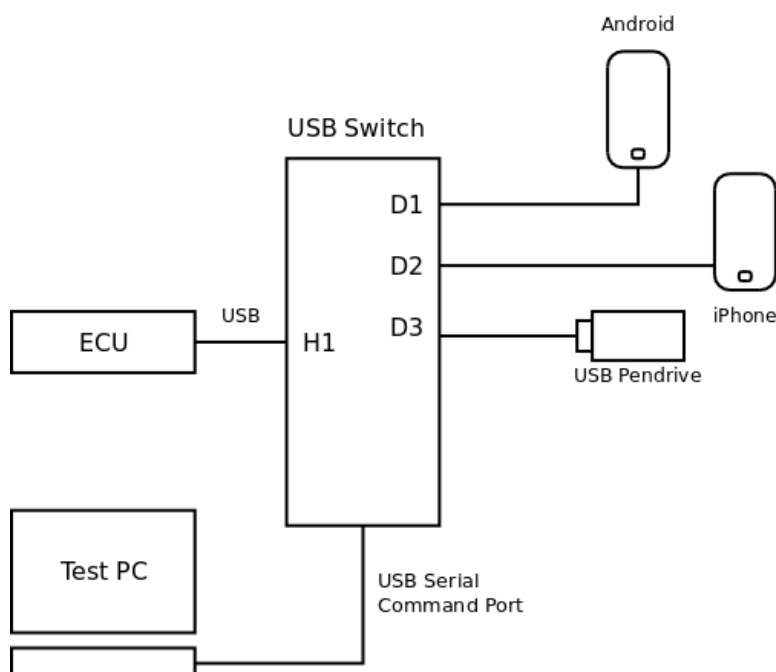 Android
USB Switch
D1
D2
iPhone
USB
ECU
H1
D3
USB Pendrive
Test PC
USB Serial
Command Port